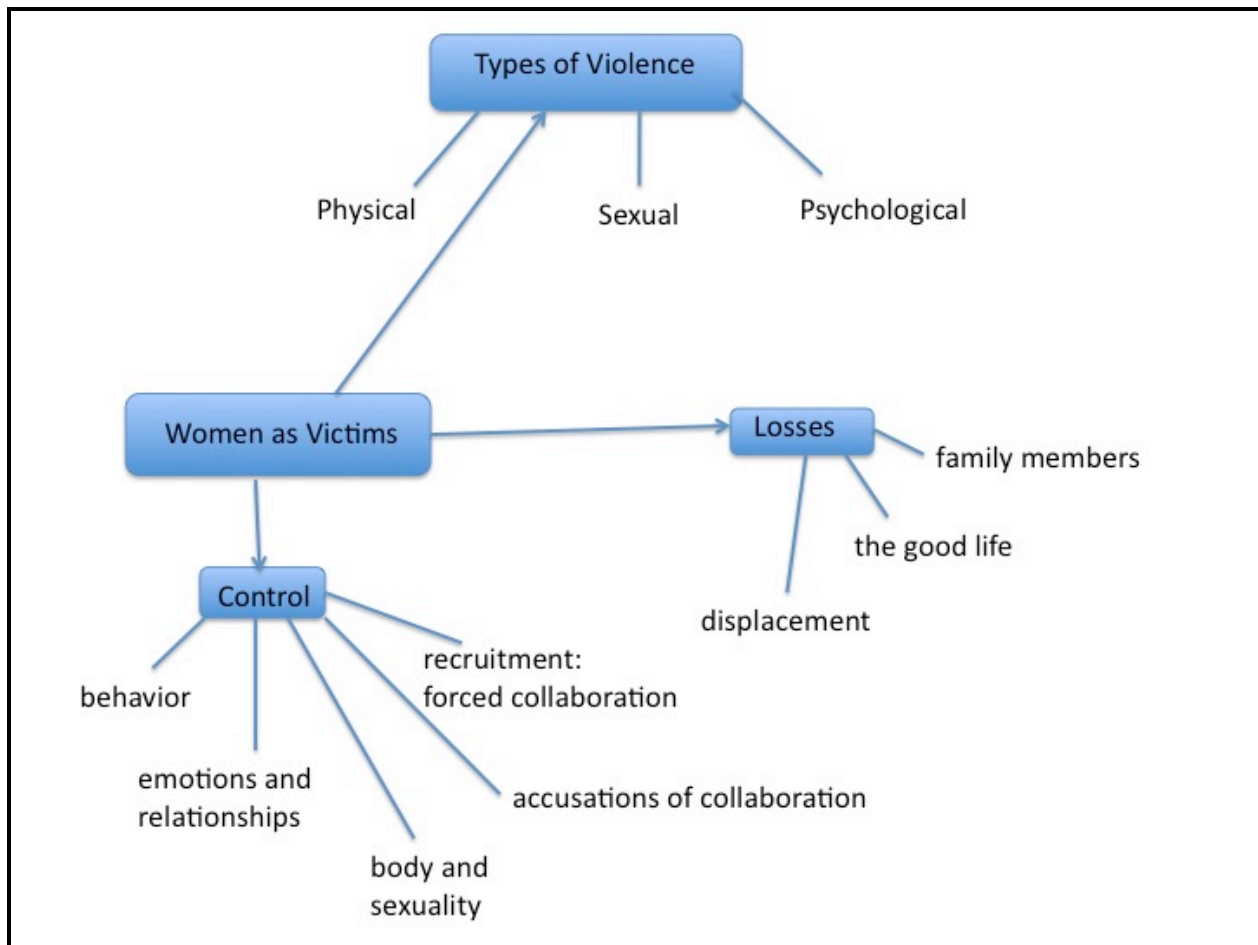 Types of Violence
Physical
Sexual
Psychological
Women as Victims
Losses
family members
the good life
displacement
Control
recruitment:
forced collaboration
behavior
emotions and
relationships
accusations of collaboration
body and
sexuality